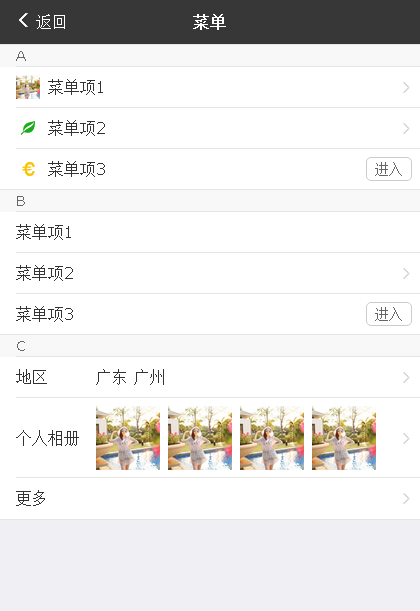 返回
菜单
A
菜单项1
菜单项2
€ 菜单项3 进入
B
菜单项1
菜单项2
菜单项3 进入
C
地区 广东 广州
个人相册
更多